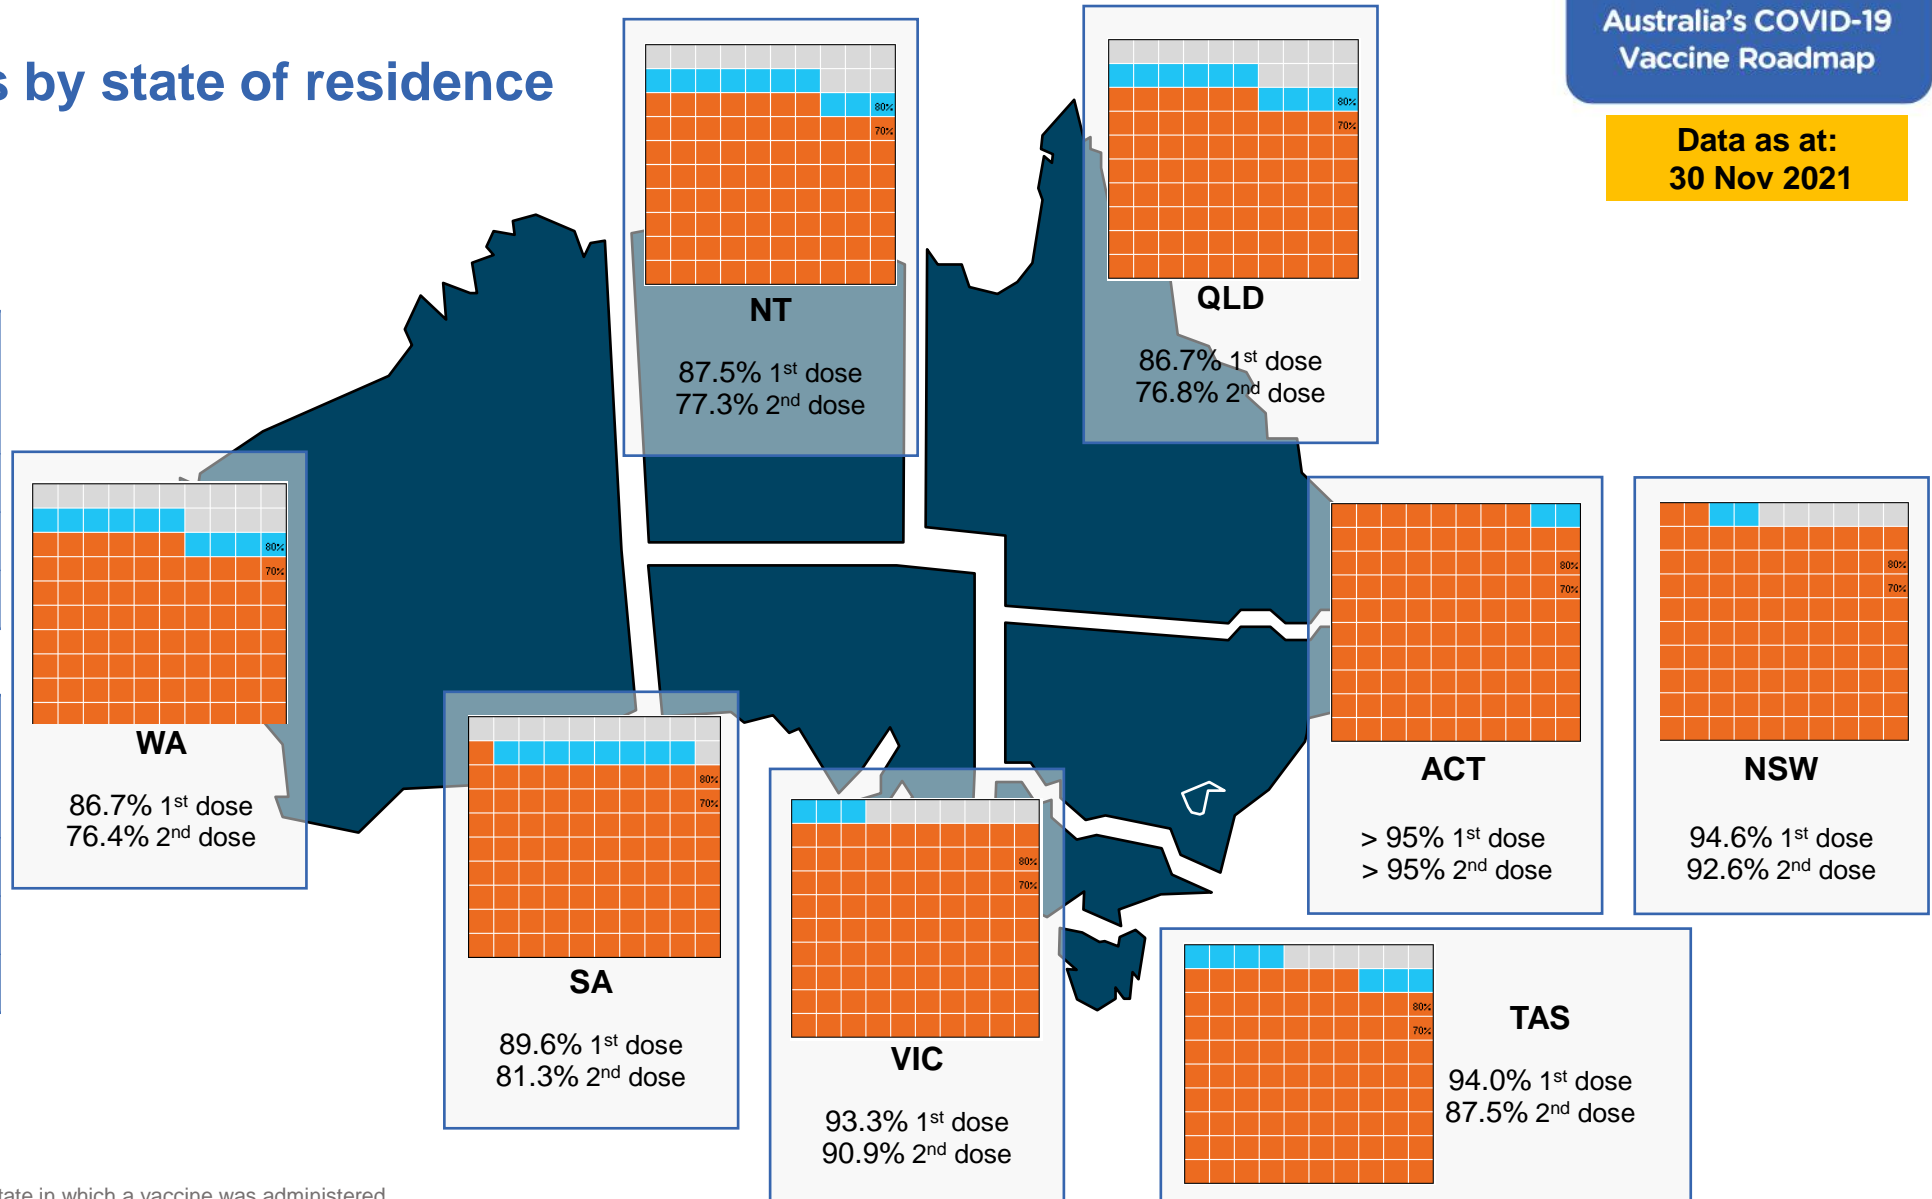 s by state of residence
Australia's COVID-19
Vaccine Roadmap
Data as at:
30 Nov 2021
80%
70%
NT
87.5% 1st dose
77.3% 2nd dose
80%
70%
QLD
86.7% 1st dose
76.8% 2nd dose
80%
70%
WA
86.7% 1st dose
76.4% 2nd dose
80%
70%
SA
89.6% 1st dose
81.3% 2nd dose
80%
70%
VIC
93.3% 1st dose
90.9% 2nd dose
80%
70%
ACT
> 95% 1st dose
> 95% 2nd dose
80%
70%
NSW
94.6% 1st dose
92.6% 2nd dose
80%
70%
TAS
94.0% 1st dose
87.5% 2nd dose
tate in which a vaccine was administered